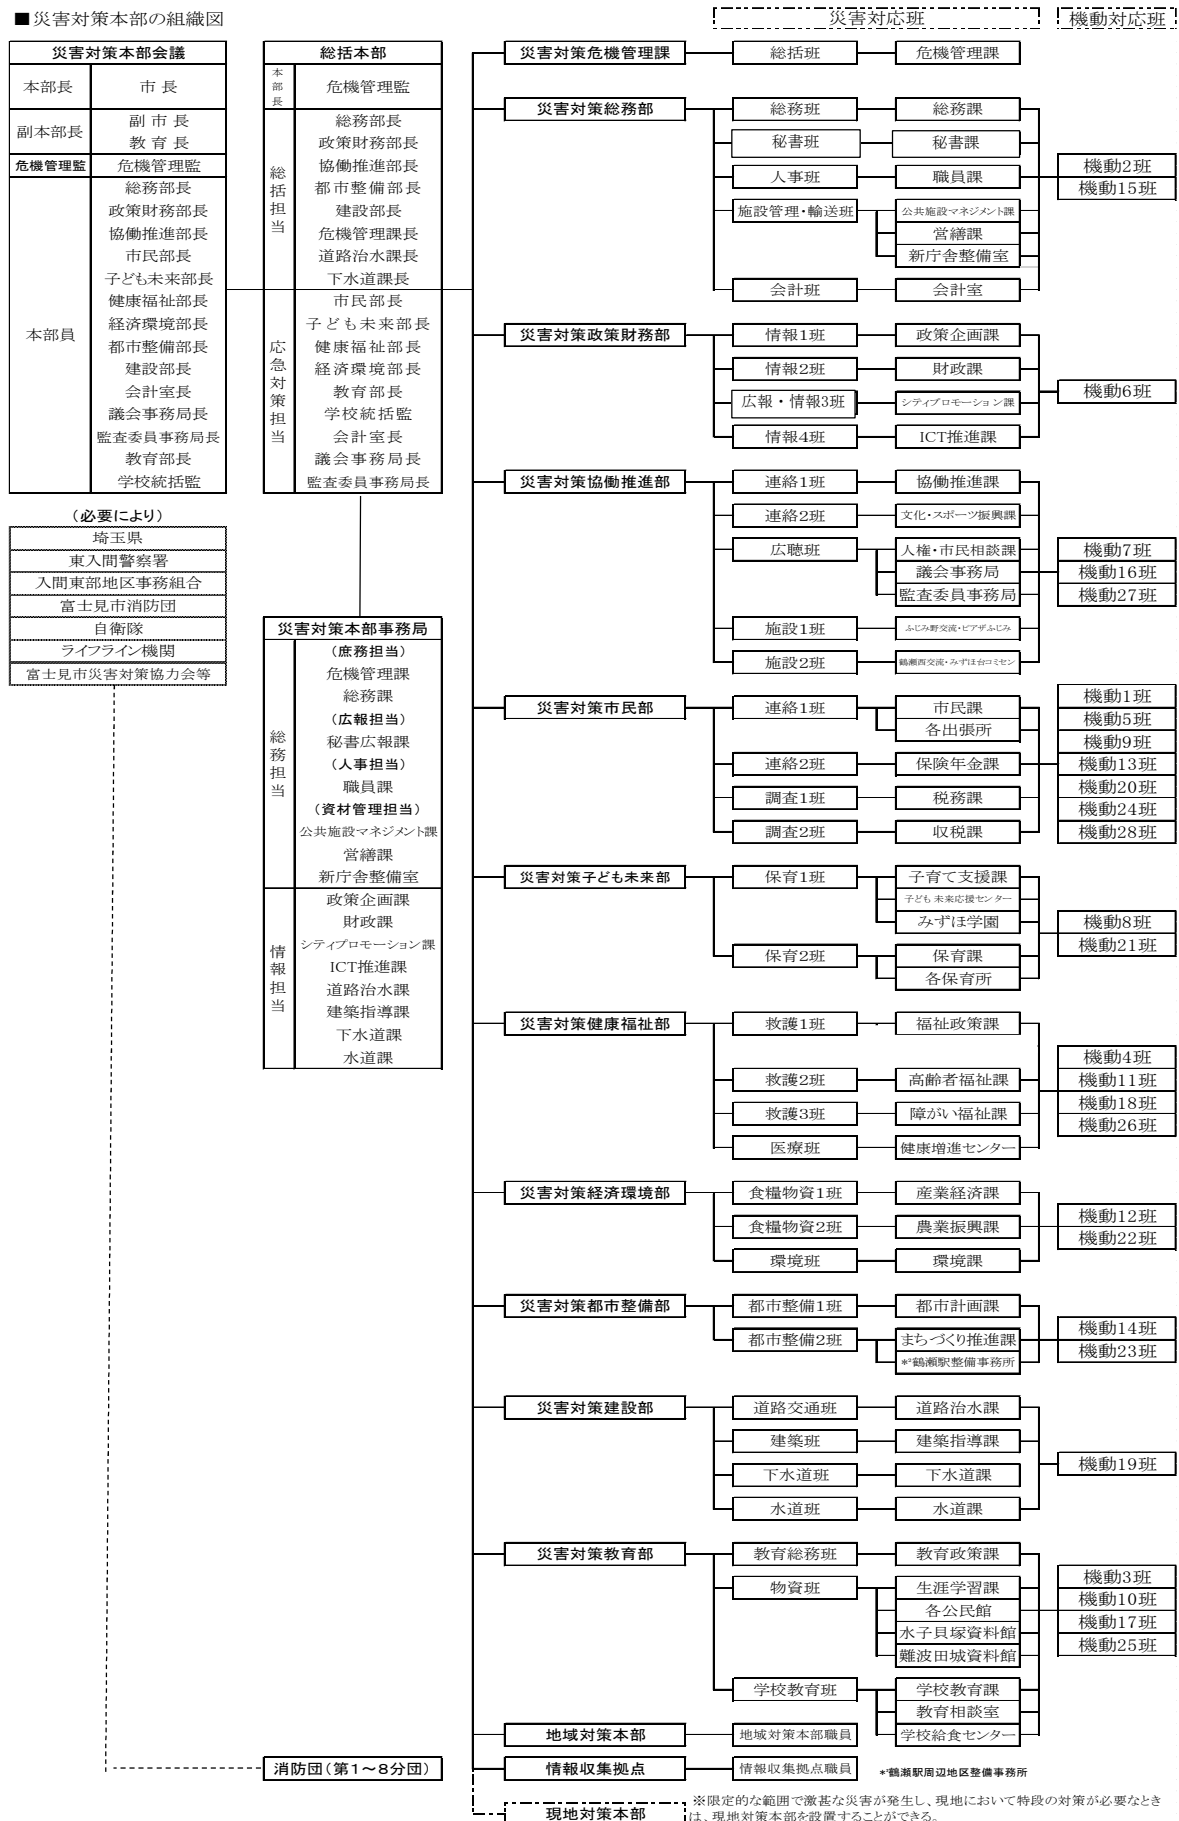 ■災害対策本部の組織図
災害対応班
機動対応班
災害対策本部会議
本部長 市長
副本部長 副市長
教育長
危機管理監 危機管理監
本部員
総務部長
政策財務部長
協働推進部長
市民部長
子ども未来部長
健康福祉部長
経済環境部長
都市整備部長
建設部長
会計室長
議会事務局長
監査委員事務局長
教育部長
学校統括監
(必要により)
埼玉県
東入間警察署
入間東部地区事務組合
富士見市消防団
自衛隊
ライフライン機関
富士見市災害対策協力会等
総括本部
本部長 危機管理監
総括担当
総務部長
政策財務部長
協働推進部長
都市整備部長
建設部長
危機管理課長
道路治水課長
下水道課長
応急対策担当
市民部長
子ども未来部長
健康福祉部長
経済環境部長
教育部長
学校統括監
会計室長
議会事務局長
監査委員事務局長
災害対策本部事務局
総務担当
(庶務担当)
危機管理課
総務課
(広報担当)
秘書広報課
(人事担当)
職員課
(資材管理担当)
公共施設マネジメント課
営繕課
新庁舎整備室
情報担当
政策企画課
財政課
シティプロモーション課
ICT推進課
道路治水課
建築指導課
下水道課
水道課
消防団(第1～8分団)
災害対策危機管理課 総括班 危機管理課
災害対策総務部 総務班 総務課
秘書班 秘書課
人事班 職員課
施設管理・輸送班 公共施設マネジメント課
営繕課
新庁舎整備室
会計班 会計室
機動2班
機動15班
災害対策政策財務部 情報1班 政策企画課
情報2班 財政課
広報・情報3班 シティプロモーション課
情報4班 ICT推進課
機動6班
災害対策協働推進部 連絡1班 協働推進課
連絡2班 文化・スポーツ振興課
広聴班 人権・市民相談課
議会事務局
監査委員事務局
施設1班 ふじみ野交流・ピアザふじみ
施設2班 鶴瀬西交流・みずほ台コミセン
機動7班
機動16班
機動27班
災害対策市民部 連絡1班 市民課
各出張所
連絡2班 保険年金課
調査1班 税務課
調査2班 収税課
機動1班
機動5班
機動9班
機動13班
機動20班
機動24班
機動28班
災害対策子ども未来部 保育1班 子育て支援課
子ども未来応援センター
みずほ学園
保育2班 保育課
各保育所
機動8班
機動21班
災害対策健康福祉部 救護1班 福祉政策課
救護2班 高齢者福祉課
救護3班 障がい福祉課
医療班 健康増進センター
機動4班
機動11班
機動18班
機動26班
災害対策経済環境部 食糧物資1班 産業経済課
食糧物資2班 農業振興課
環境班 環境課
機動12班
機動22班
災害対策都市整備部 都市整備1班 都市計画課
都市整備2班 まちづくり推進課
*²鶴瀬駅整備事務所
機動14班
機動23班
災害対策建設部 道路交通班 道路治水課
建築班 建築指導課
下水道班 下水道課
水道班 水道課
機動19班
災害対策教育部 教育総務班 教育政策課
物資班 生涯学習課
各公民館
水子貝塚資料館
難波田城資料館
学校教育班 学校教育課
教育相談室
学校給食センター
機動3班
機動10班
機動17班
機動25班
地域対策本部 地域対策本部職員
情報収集拠点 情報収集拠点職員
*²鶴瀬駅周辺地区整備事務所
現地対策本部
※限定的な範囲で激甚な災害が発生し、現地において特段の対策が必要なとき
は、現地対策本部を設置することができる。